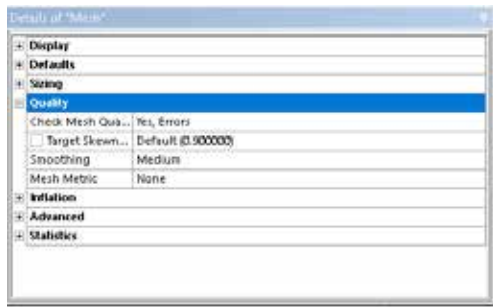 Details of "Mesh"
Display
Defaults
Sizing
Quality
Check Mesh Qua... Yes, Errors
Target Skewn... Default (0.900000)
Smoothing Medium
Mesh Metric None
Inflation
Advanced
Statistics